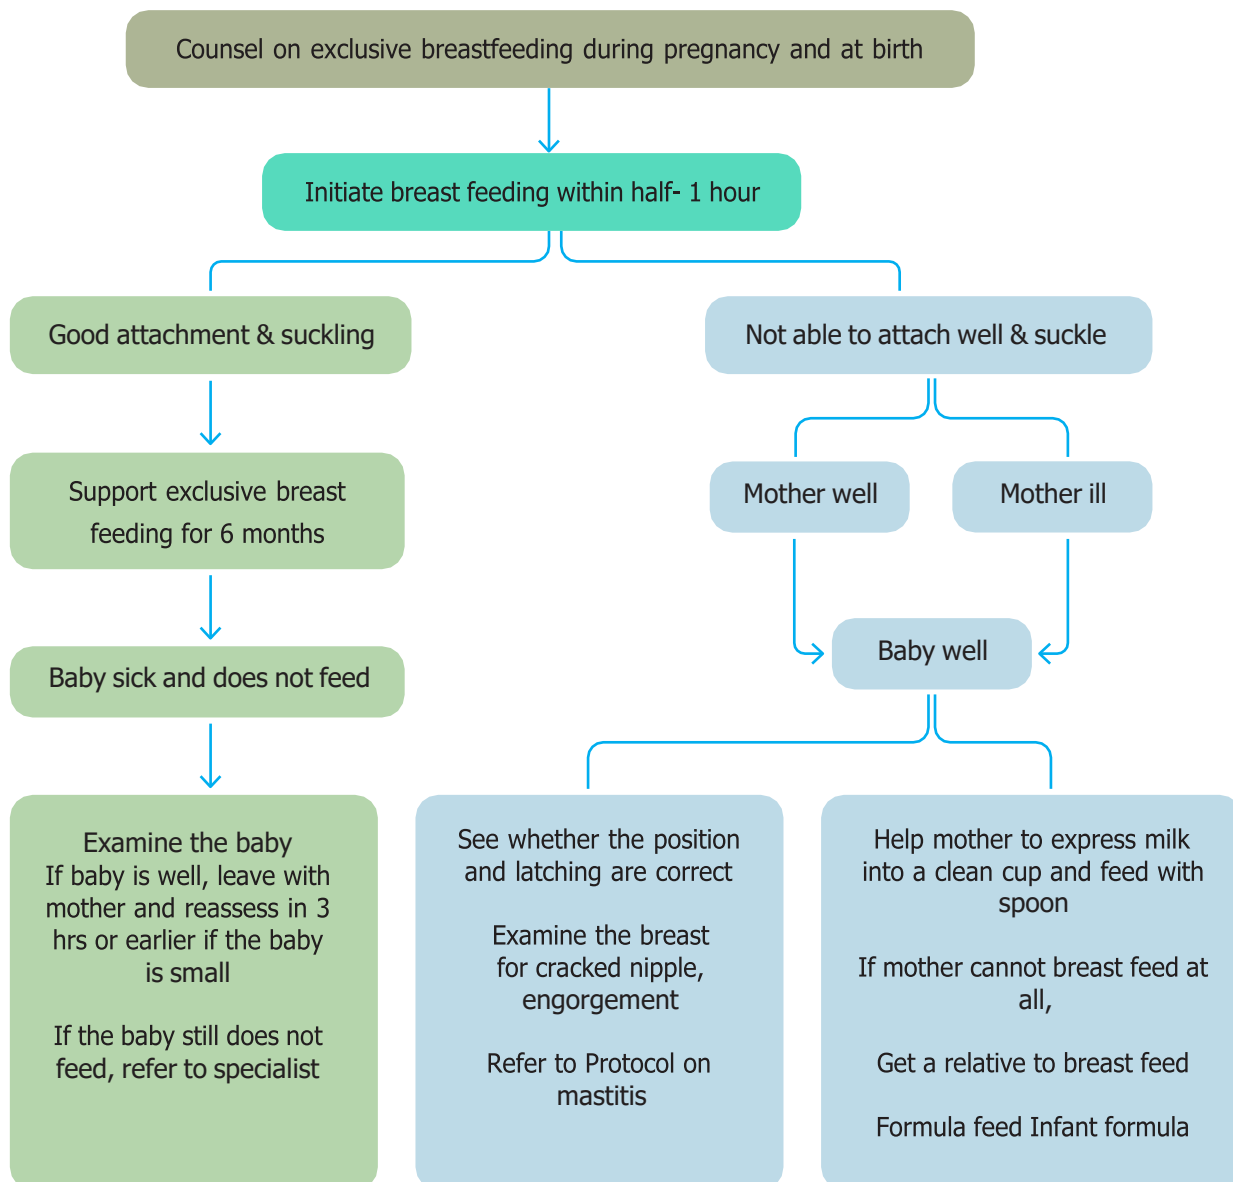 Counsel on exclusive breastfeeding during pregnancy and at birth
Initiate breast feeding within half- 1 hour
Good attachment & suckling
Not able to attach well & suckle
Support exclusive breast
feeding for 6 months
Mother well
Mother ill
Baby well
Baby sick and does not feed
Examine the baby
If baby is well, leave with
mother and reassess in 3
hrs or earlier if the baby
is small
If the baby still does not
feed, refer to specialist
See whether the position
and latching are correct
Examine the breast
for cracked nipple,
engorgement
Refer to Protocol on
mastitis
Help mother to express milk
into a clean cup and feed with
spoon
If mother cannot breast feed at
all,
Get a relative to breast feed
Formula feed Infant formula